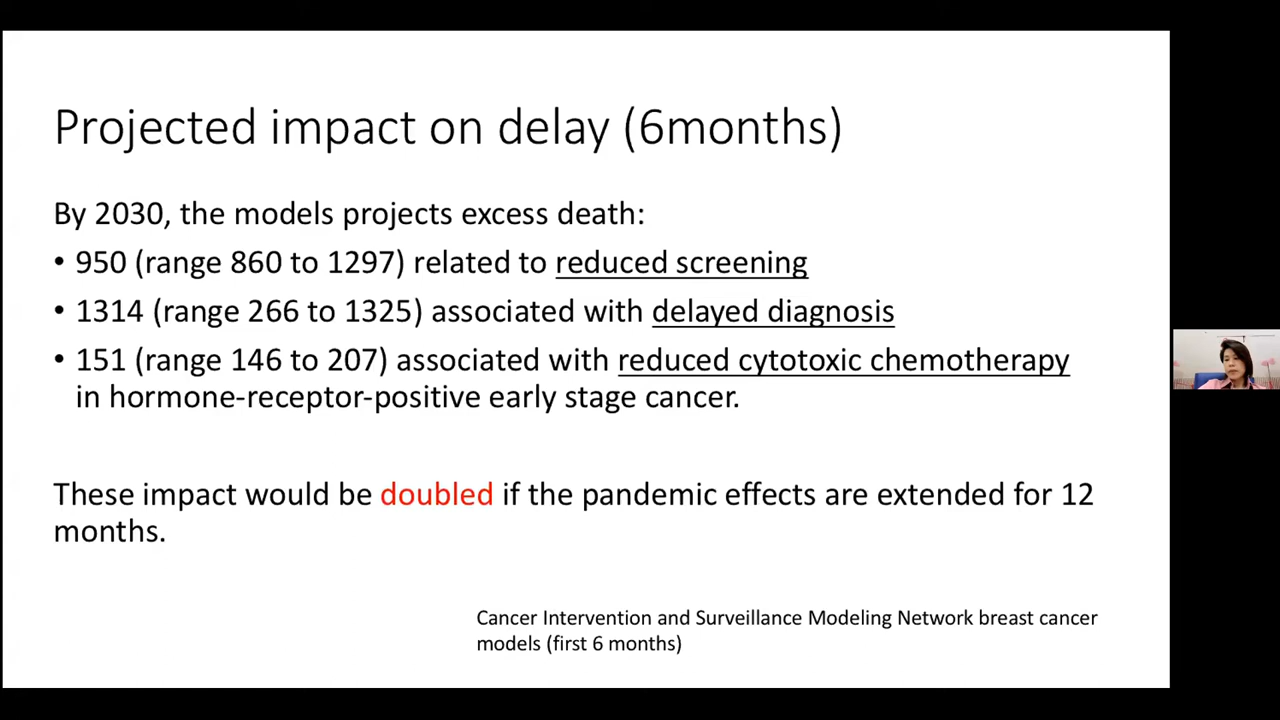 Projected impact on delay (6months)
By 2030, the models projects excess death:
• 950 (range 860 to 1297) related to reduced screening
• 1314 (range 266 to 1325) associated with delayed diagnosis
• 151 (range 146 to 207) associated with reduced cytotoxic chemotherapy
in hormone-receptor-positive early stage cancer.
These impact would be doubled if the pandemic effects are extended for 12
months.
Cancer Intervention and Surveillance Modeling Network breast cancer
models (first 6 months)